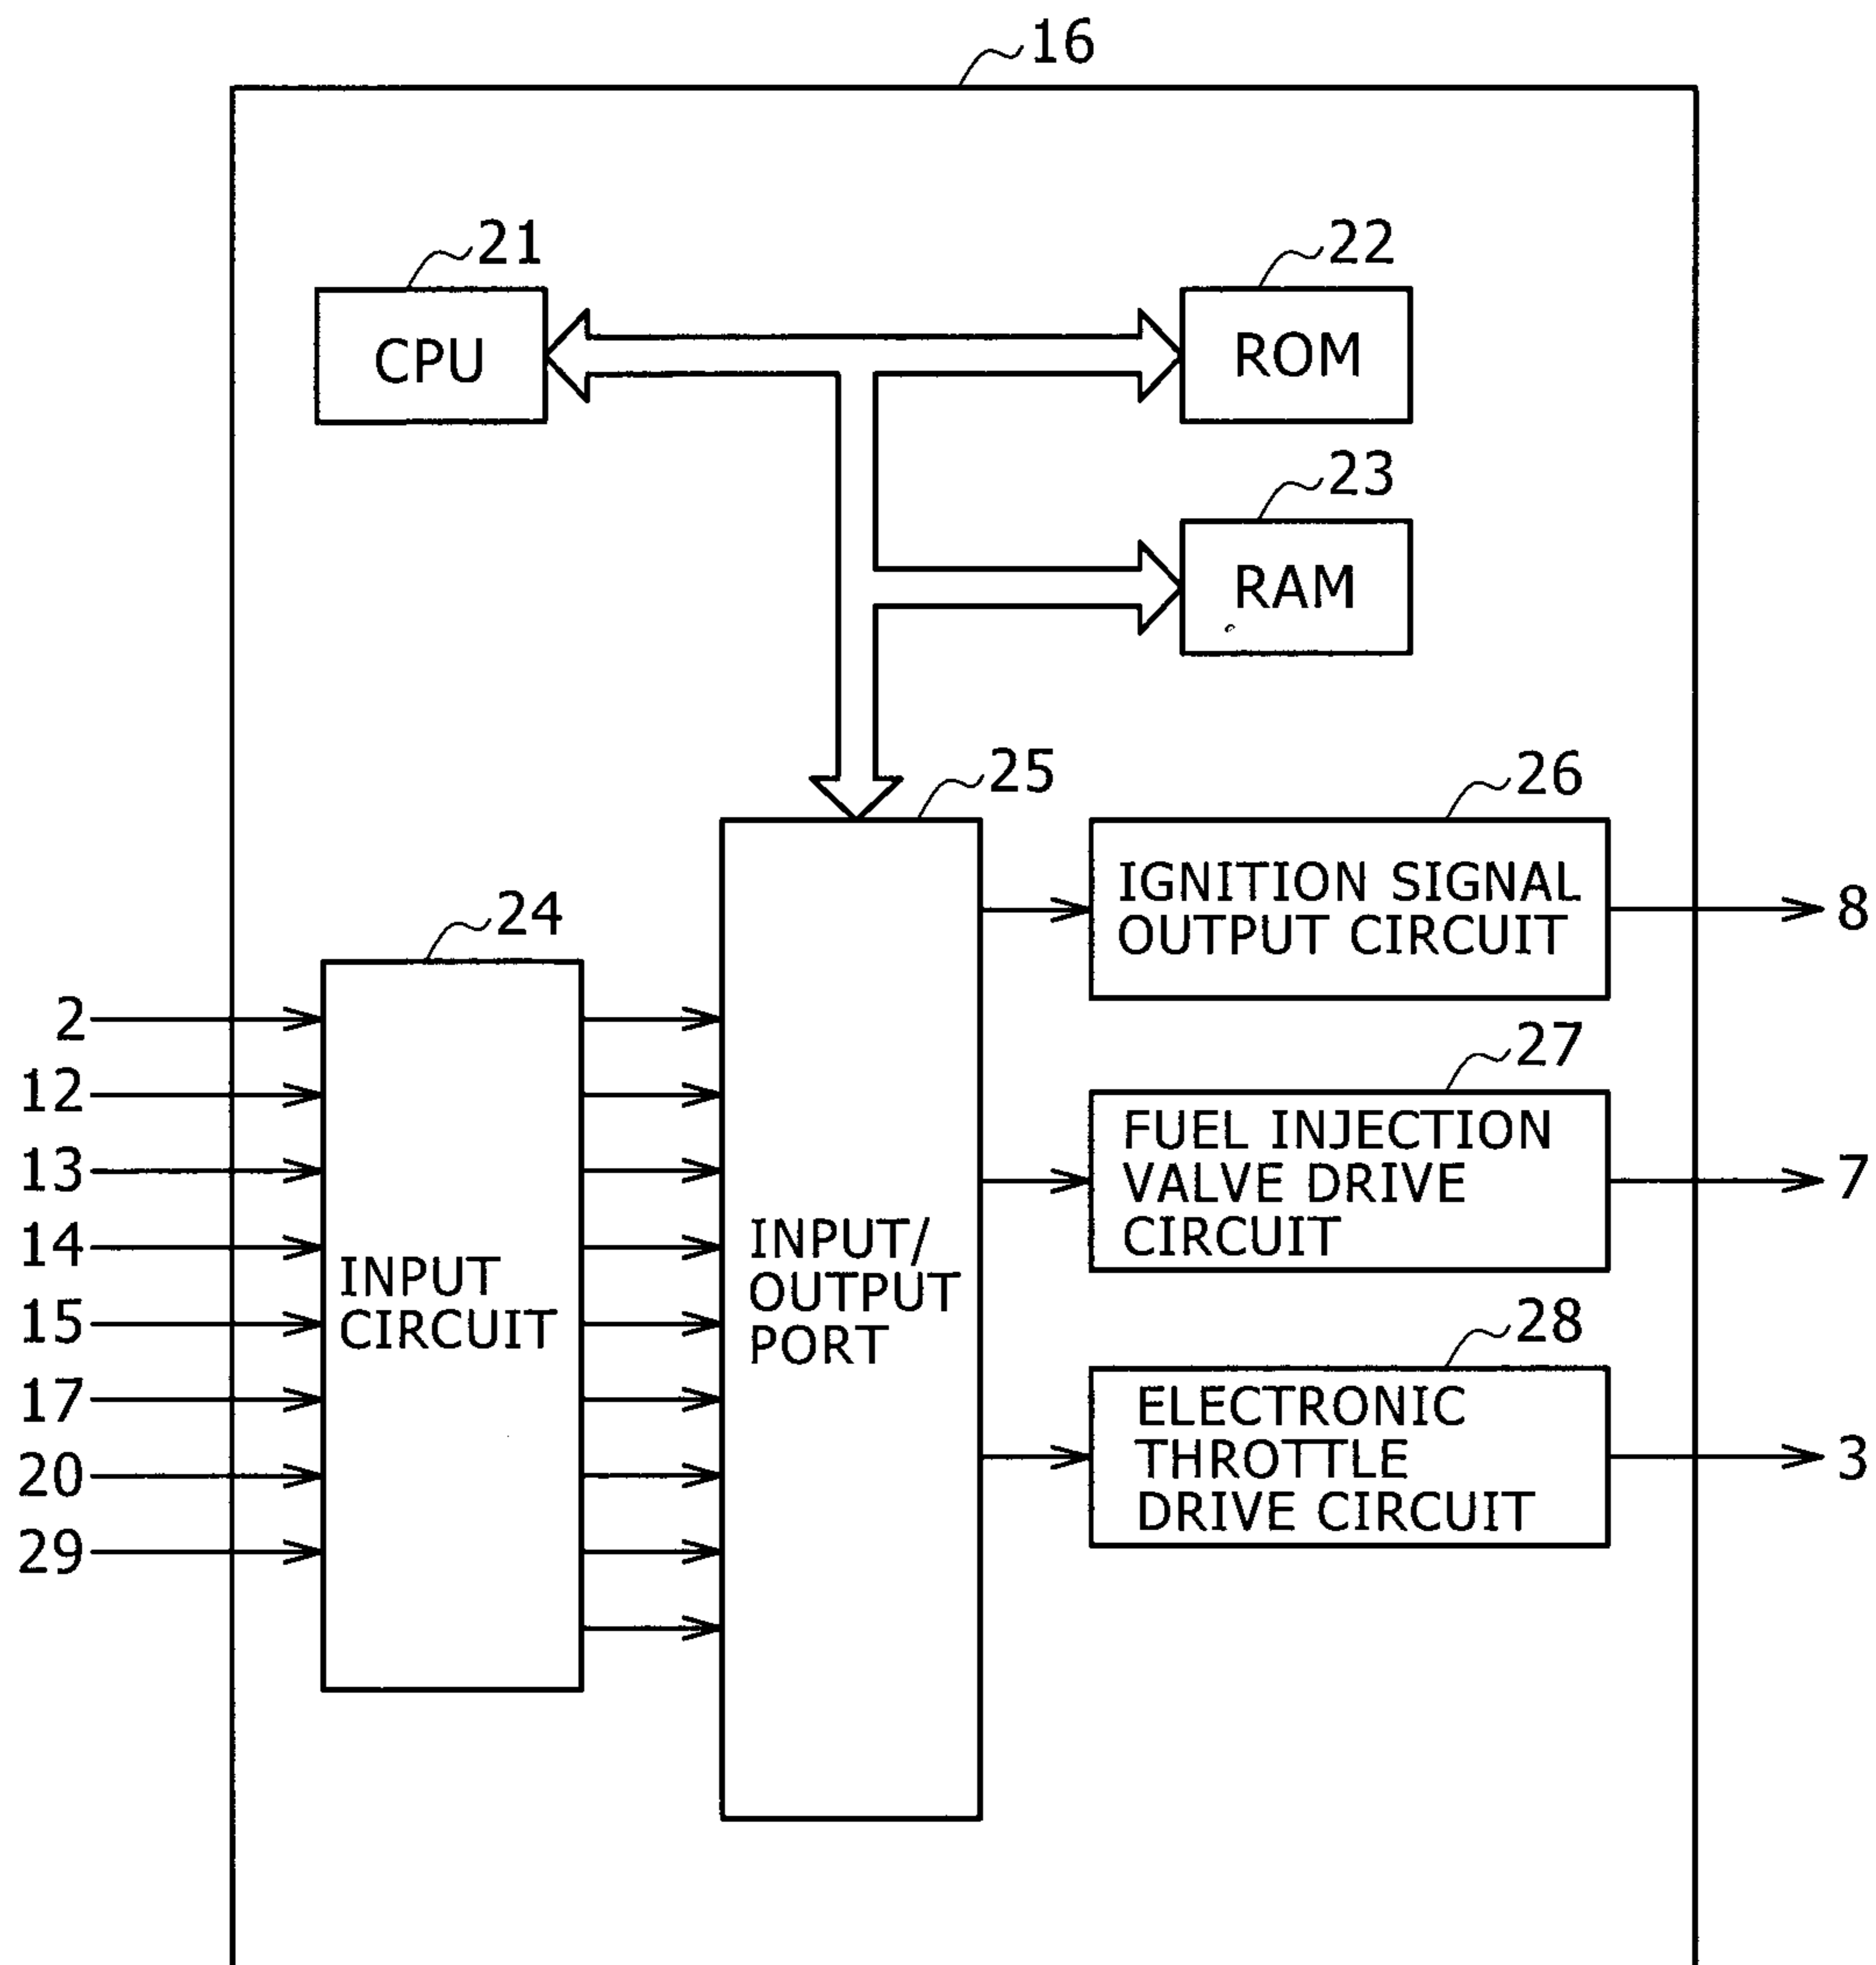 16
21
22
CPU
ROM
23
RAM
25
26
IGNITION SIGNAL
OUTPUT CIRCUIT
8
24
2
12
13
14
15
17
20
29
INPUT
CIRCUIT
INPUT/
OUTPUT
PORT
27
FUEL INJECTION
VALVE DRIVE
CIRCUIT
7
28
ELECTRONIC
THROTTLE
DRIVE CIRCUIT
3